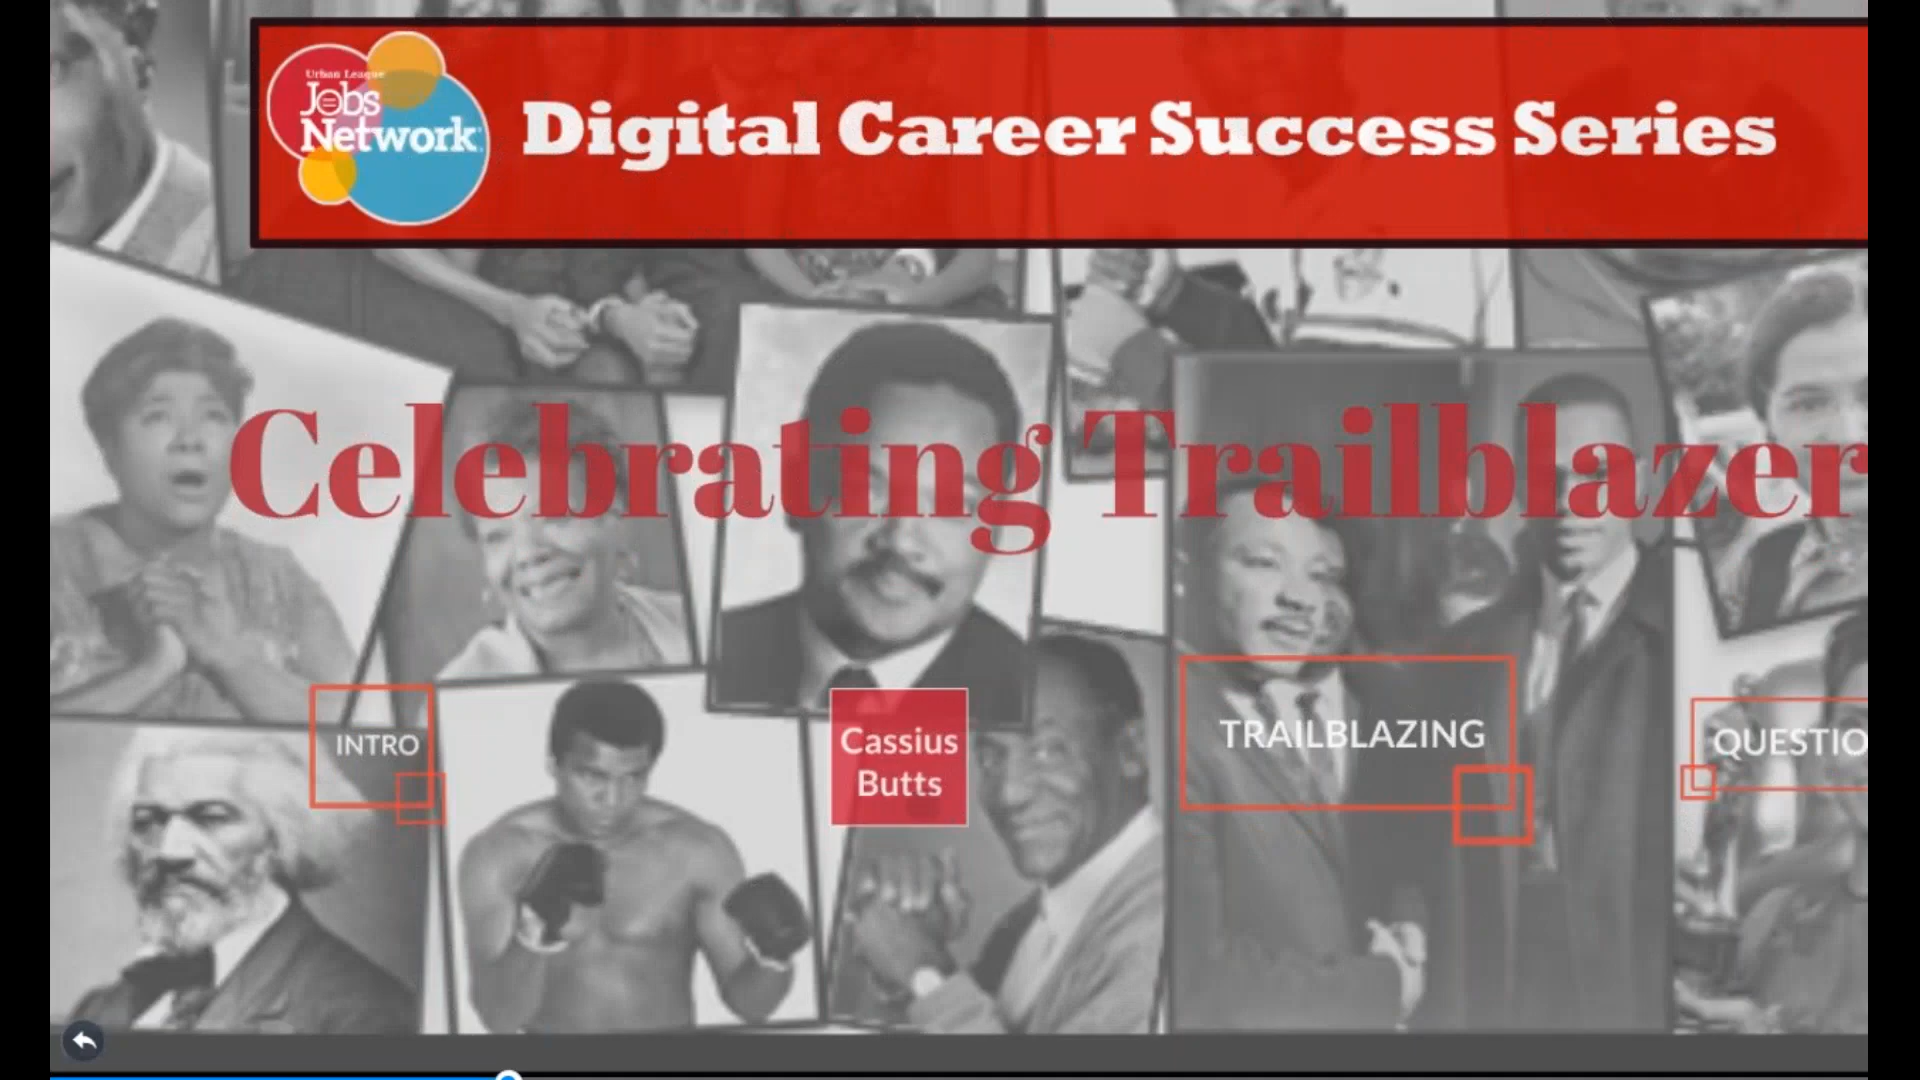 Urban League
Jobs
Network
Digital Career Success Series
Celebrating Trailblazer
INTRO
Cassius
Butts
TRAILBLAZING
QUESTIO